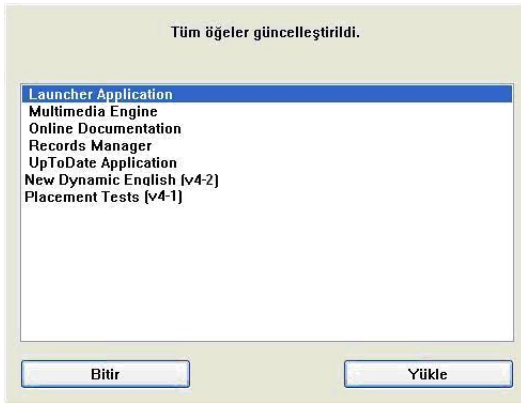 Tüm öğeler güncelleştirildi.
Launcher Application
Multimedia Engine
Online Documentation
Records Manager
UpToDate Application
New Dynamic English (v4-2)
Placement Tests (v4-1)
Bitir
Yükle